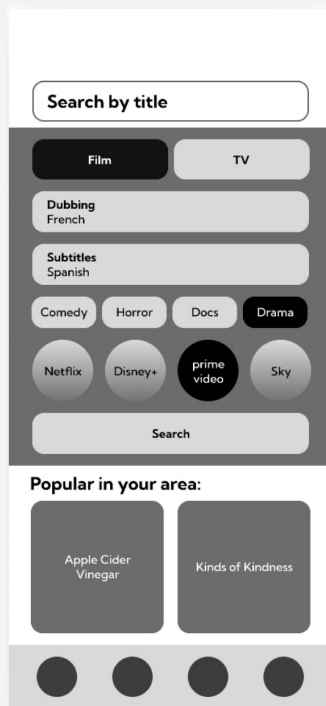 Search by title
Film
TV
Dubbing
French
Subtitles
Spanish
Comedy
Horror
Docs
Drama
Netflix
Disney+
prime
video
Sky
Search
Popular in your area:
Apple Cider
Vinegar
Kinds of Kindness